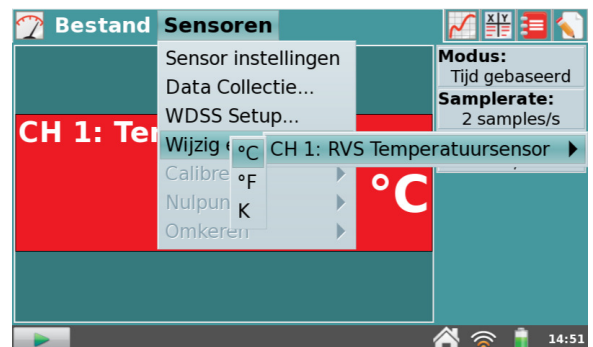 Bestand Sensoren
X Y
Sensor instellingen
Data Collectie...
WDSS Setup...
Wijzig
Calibre
Nulpun
Omkeren
°C CH 1: RVS Temperatuursensor
°F
K
CH 1: Te
°C
Modus:
Tijd gebaseerd
Samplerate:
2 samples/s
14:51